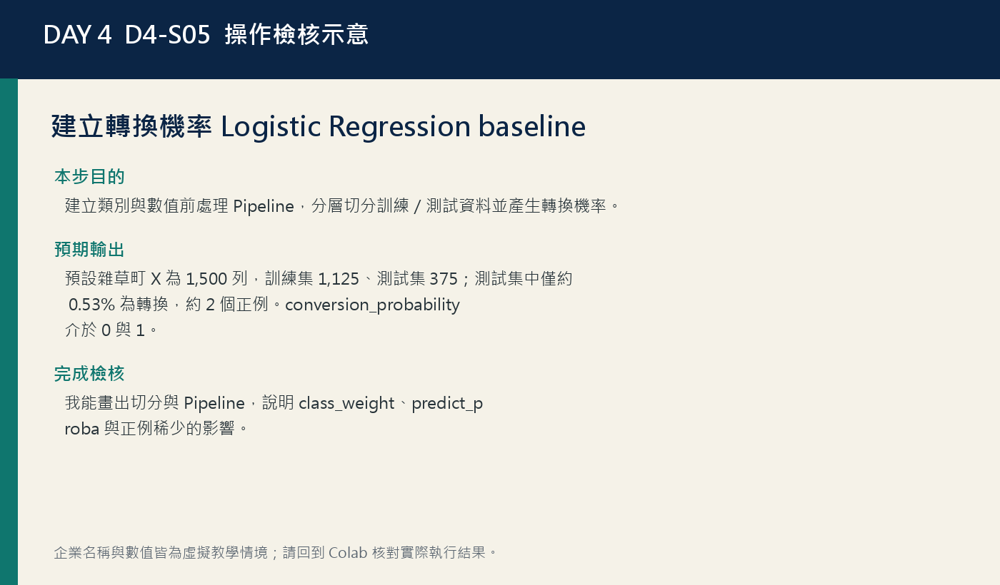 DAY 4 D4-S05 操作檢核示意
建立轉換機率 Logistic Regression baseline
本步目的
建立類別與數值前處理 Pipeline，分層切分訓練 / 測試資料並產生轉換機率。
預期輸出
預設雜草町 X 為 1,500 列，訓練集 1,125、測試集 375；測試集中僅約
0.53% 為轉換，約 2 個正例。conversion_probability
介於 0 與 1。
完成檢核
我能畫出切分與 Pipeline，說明 class_weight、predict_p
roba 與正例稀少的影響。
企業名稱與數值皆為虛擬教學情境；請回到 Colab 核對實際執行結果。